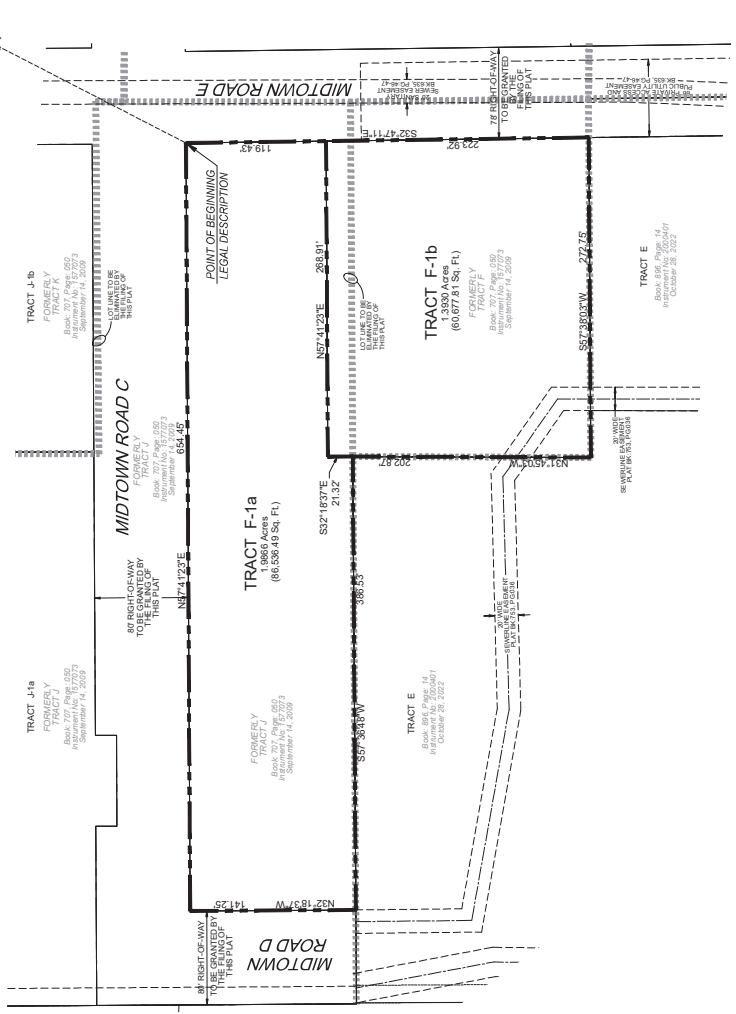 MIDTOWN ROAD E
10' SANITARY
SEWER EASEMENT
BK:635, PG:46-47
78' RIGHT-OF-WAY
TO BE GRANTED
BY THE
FILING OF
THIS PLAT
PRIVATE ACCESS AND
PUBLIC UTILITY EASEMENT
BK:635, PG:46-47
119.43'
S32°47'11"E
223.92'
POINT OF BEGINNING
LEGAL DESCRIPTION
TRACT J-1b
FORMERLY
TRACT K
Book: 707, Page: 050
Instrument No: 1577073
September 14, 2009
LOT LINE TO BE
ELIMINATED BY
THE FILING OF
THIS PLAT
MIDTOWN ROAD C
FORMERLY
TRACT J
Book: 707, Page: 050
Instrument No: 1577073
September 14, 2009
654.45'
N57°41'23"E
268.91'
N57°41'23"E
LOT LINE TO BE
ELIMINATED BY
THE FILING OF
THIS PLAT
TRACT F-1b
1.3930 Acres
(60,677.81 Sq. Ft.)
FORMERLY
TRACT F
Book: 707, Page: 050
Instrument No: 1577073
September 14, 2009
272.75'
S57°38'03"W
TRACT E
Book: 896, Page: 14
Instrument No: 2000401
October 28, 2022
20' WIDE
SEWERLINE EASEMENT
PLAT BK:753, PG:036
202.87'
N31°45'03"W
S32°18'37"E
21.32'
TRACT F-1a
1.9866 Acres
(86,536.49 Sq. Ft.)
80' RIGHT-OF-WAY
TO BE GRANTED BY
THE FILING OF
THIS PLAT
386.53'
S57°36'48"W
20' WIDE
SEWERLINE EASEMENT
PLAT BK:753, PG:036
TRACT J-1a
FORMERLY
TRACT J
Book: 707, Page: 050
Instrument No: 1577073
September 14, 2009
FORMERLY
TRACT J
Book: 707, Page: 050
Instrument No: 1577073
September 14, 2009
TRACT E
Book: 896, Page: 14
Instrument No: 2000401
October 28, 2022
141.25'
N32°18'37"W
80' RIGHT-OF-WAY
TO BE GRANTED BY
THE FILING OF
THIS PLAT
MIDTOWN
ROAD D